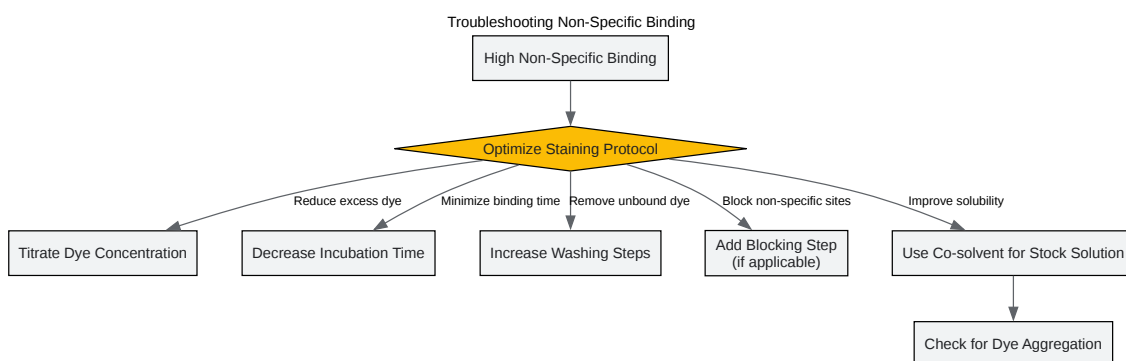 Troubleshooting Non-Specific Binding
High Non-Specific Binding
Optimize Staining Protocol
Reduce excess dye
Minimize binding time
Remove unbound dye
Block non-specific sites
Improve solubility
Titrate Dye Concentration
Decrease Incubation Time
Increase Washing Steps
Add Blocking Step
(if applicable)
Use Co-solvent for Stock Solution
Check for Dye Aggregation